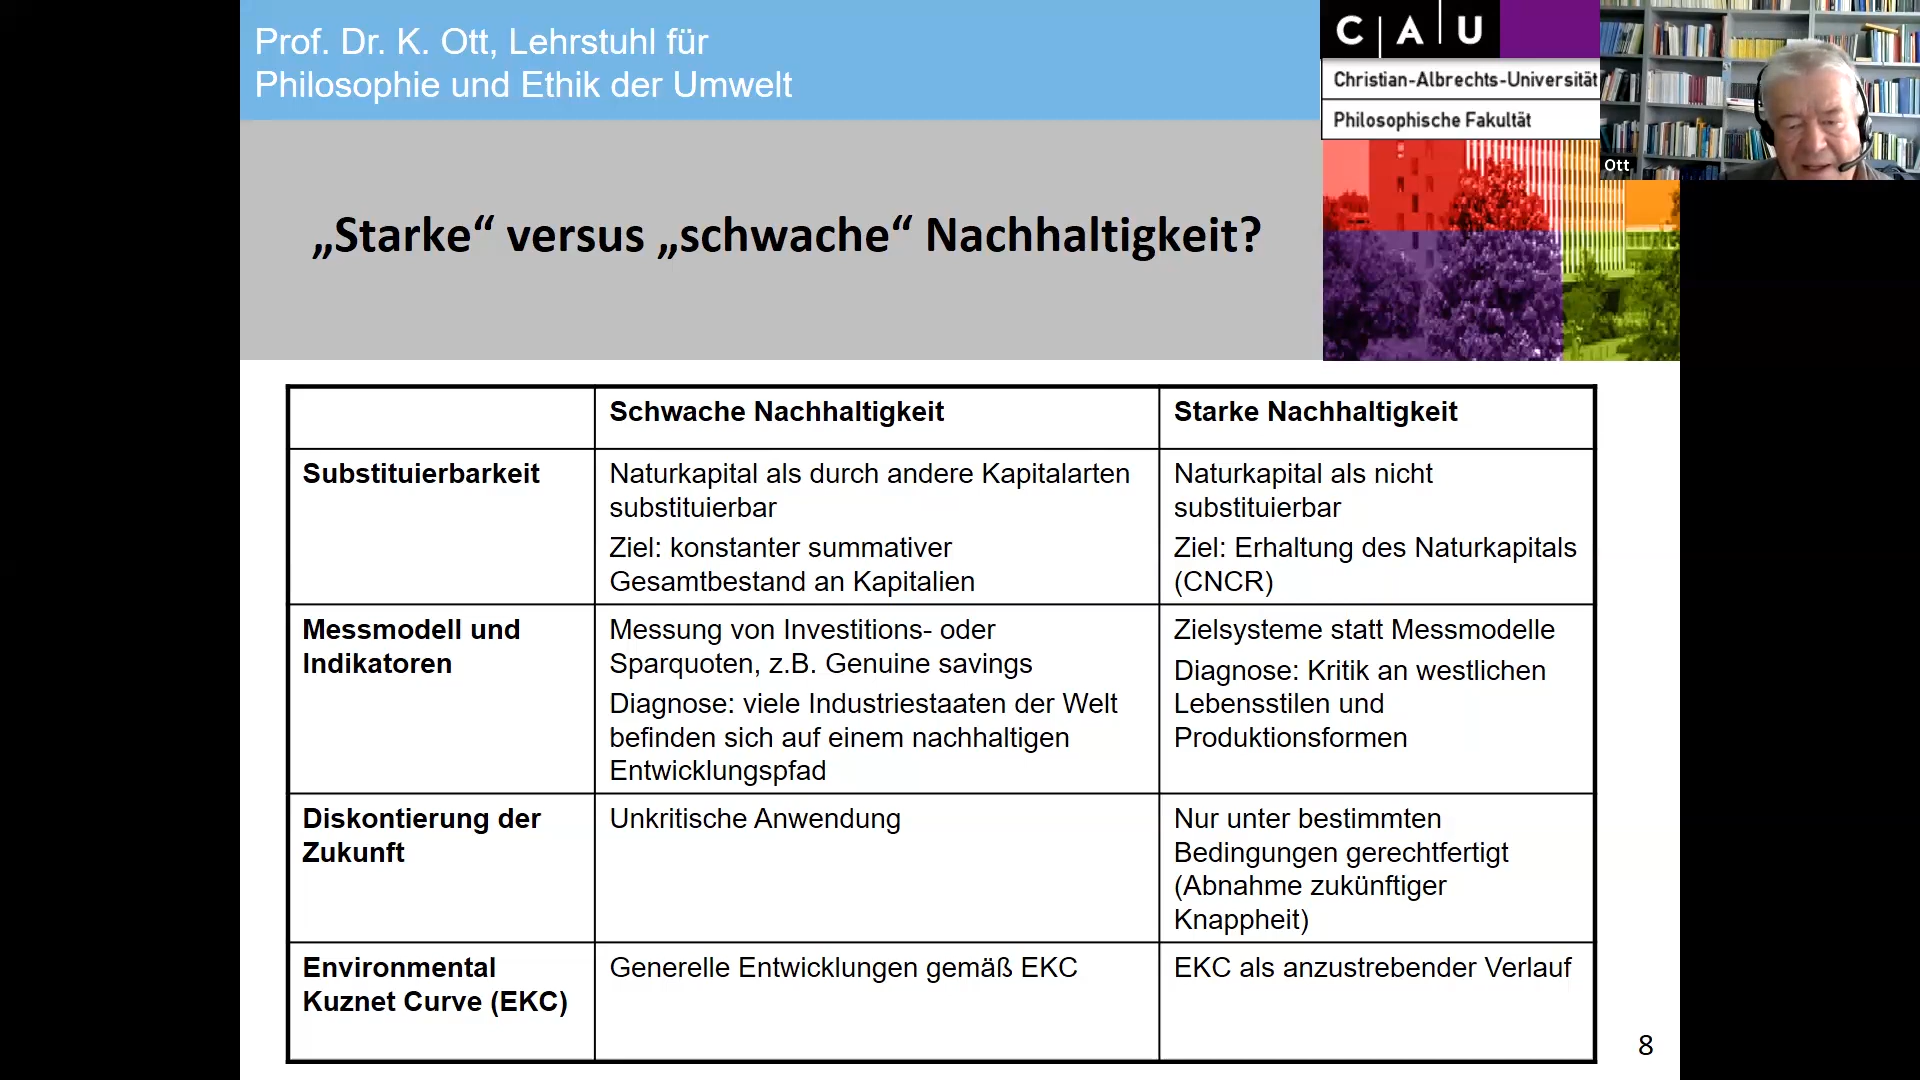 Prof. Dr. K. Ott, Lehrstuhl für
Philosophie und Ethik der Umwelt
C A U
Christian-Albrechts-Universität
Philosophische Fakultät
Ott
„Starke“ versus „schwache“ Nachhaltigkeit?
Schwache Nachhaltigkeit
Starke Nachhaltigkeit
Substituierbarkeit
Naturkapital als durch andere Kapitalarten
substituierbar
Ziel: konstanter summativer
Gesamtbestand an Kapitalien
Naturkapital als nicht
substituierbar
Ziel: Erhaltung des Naturkapitals
(CNCR)
Messmodell und
Indikatoren
Messung von Investitions- oder
Sparquoten, z.B. Genuine savings
Diagnose: viele Industriestaaten der Welt
befinden sich auf einem nachhaltigen
Entwicklungspfad
Zielsysteme statt Messmodelle
Diagnose: Kritik an westlichen
Lebensstilen und
Produktionsformen
Diskontierung der
Zukunft
Unkritische Anwendung
Nur unter bestimmten
Bedingungen gerechtfertigt
(Abnahme zukünftiger
Knappheit)
Environmental
Kuznet Curve (EKC)
Generelle Entwicklungen gemäß EKC
EKC als anzustrebender Verlauf
8